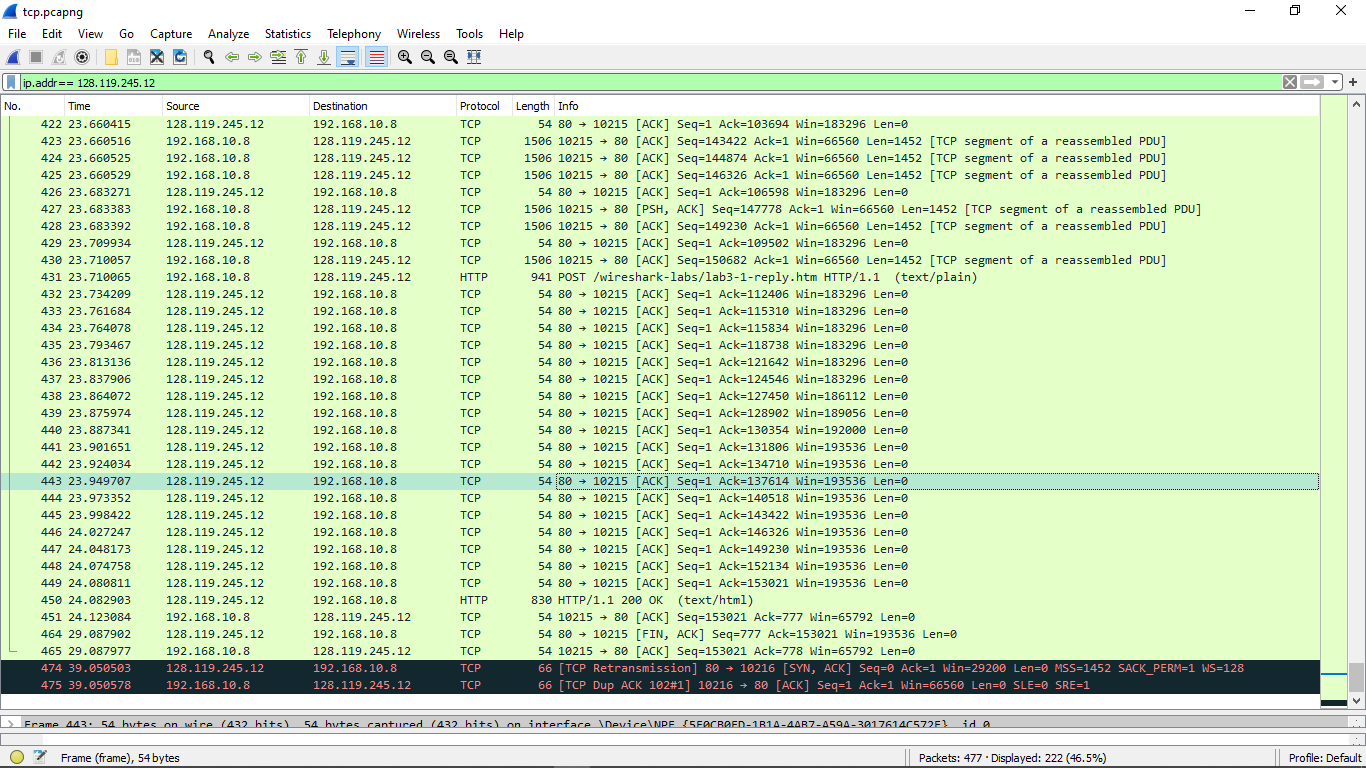 tcp.pcapng
File Edit View Go Capture Analyze Statistics Telephony Wireless Tools Help
ip.addr== 128.119.245.12
No. Time Source Destination Protocol Length Info
422 23.660415 128.119.245.12 192.168.10.8 TCP 54 80 → 10215 [ACK] Seq=1 Ack=103694 Win=183296 Len=0
423 23.660516 192.168.10.8 128.119.245.12 TCP 1506 10215 → 80 [ACK] Seq=143422 Ack=1 Win=66560 Len=1452 [TCP segment of a reassembled PDU]
424 23.660525 192.168.10.8 128.119.245.12 TCP 1506 10215 → 80 [ACK] Seq=144874 Ack=1 Win=66560 Len=1452 [TCP segment of a reassembled PDU]
425 23.660529 192.168.10.8 128.119.245.12 TCP 1506 10215 → 80 [ACK] Seq=146326 Ack=1 Win=66560 Len=1452 [TCP segment of a reassembled PDU]
426 23.683271 128.119.245.12 192.168.10.8 TCP 54 80 → 10215 [ACK] Seq=1 Ack=106598 Win=183296 Len=0
427 23.683383 192.168.10.8 128.119.245.12 TCP 1506 10215 → 80 [PSH, ACK] Seq=147778 Ack=1 Win=66560 Len=1452 [TCP segment of a reassembled PDU]
428 23.683392 192.168.10.8 128.119.245.12 TCP 1506 10215 → 80 [ACK] Seq=149230 Ack=1 Win=66560 Len=1452 [TCP segment of a reassembled PDU]
429 23.709934 128.119.245.12 192.168.10.8 TCP 54 80 → 10215 [ACK] Seq=1 Ack=109502 Win=183296 Len=0
430 23.710057 192.168.10.8 128.119.245.12 TCP 1506 10215 → 80 [ACK] Seq=150682 Ack=1 Win=66560 Len=1452 [TCP segment of a reassembled PDU]
431 23.710065 192.168.10.8 128.119.245.12 HTTP 941 POST /wireshark-labs/lab3-1-reply.htm HTTP/1.1 (text/plain)
432 23.734209 128.119.245.12 192.168.10.8 TCP 54 80 → 10215 [ACK] Seq=1 Ack=112406 Win=183296 Len=0
433 23.761684 128.119.245.12 192.168.10.8 TCP 54 80 → 10215 [ACK] Seq=1 Ack=115310 Win=183296 Len=0
434 23.764078 128.119.245.12 192.168.10.8 TCP 54 80 → 10215 [ACK] Seq=1 Ack=115834 Win=183296 Len=0
435 23.793467 128.119.245.12 192.168.10.8 TCP 54 80 → 10215 [ACK] Seq=1 Ack=118738 Win=183296 Len=0
436 23.813136 128.119.245.12 192.168.10.8 TCP 54 80 → 10215 [ACK] Seq=1 Ack=121642 Win=183296 Len=0
437 23.837906 128.119.245.12 192.168.10.8 TCP 54 80 → 10215 [ACK] Seq=1 Ack=124546 Win=183296 Len=0
438 23.864072 128.119.245.12 192.168.10.8 TCP 54 80 → 10215 [ACK] Seq=1 Ack=127450 Win=186112 Len=0
439 23.875974 128.119.245.12 192.168.10.8 TCP 54 80 → 10215 [ACK] Seq=1 Ack=128902 Win=189056 Len=0
440 23.887341 128.119.245.12 192.168.10.8 TCP 54 80 → 10215 [ACK] Seq=1 Ack=130354 Win=192000 Len=0
441 23.901651 128.119.245.12 192.168.10.8 TCP 54 80 → 10215 [ACK] Seq=1 Ack=131806 Win=193536 Len=0
442 23.924034 128.119.245.12 192.168.10.8 TCP 54 80 → 10215 [ACK] Seq=1 Ack=134710 Win=193536 Len=0
443 23.949707 128.119.245.12 192.168.10.8 TCP 54 80 → 10215 [ACK] Seq=1 Ack=137614 Win=193536 Len=0
444 23.973352 128.119.245.12 192.168.10.8 TCP 54 80 → 10215 [ACK] Seq=1 Ack=140518 Win=193536 Len=0
445 23.998422 128.119.245.12 192.168.10.8 TCP 54 80 → 10215 [ACK] Seq=1 Ack=143422 Win=193536 Len=0
446 24.027247 128.119.245.12 192.168.10.8 TCP 54 80 → 10215 [ACK] Seq=1 Ack=146326 Win=193536 Len=0
447 24.048173 128.119.245.12 192.168.10.8 TCP 54 80 → 10215 [ACK] Seq=1 Ack=149230 Win=193536 Len=0
448 24.074758 128.119.245.12 192.168.10.8 TCP 54 80 → 10215 [ACK] Seq=1 Ack=152134 Win=193536 Len=0
449 24.080811 128.119.245.12 192.168.10.8 TCP 54 80 → 10215 [ACK] Seq=1 Ack=153021 Win=193536 Len=0
450 24.082903 128.119.245.12 192.168.10.8 HTTP 830 HTTP/1.1 200 OK (text/html)
451 24.123084 192.168.10.8 128.119.245.12 TCP 54 10215 → 80 [ACK] Seq=153021 Ack=777 Win=65792 Len=0
464 29.087902 128.119.245.12 192.168.10.8 TCP 54 80 → 10215 [FIN, ACK] Seq=777 Ack=153021 Win=193536 Len=0
465 29.087977 192.168.10.8 128.119.245.12 TCP 54 10215 → 80 [ACK] Seq=153021 Ack=778 Win=65792 Len=0
474 39.050503 128.119.245.12 192.168.10.8 TCP 66 [TCP Retransmission] 80 → 10216 [SYN, ACK] Seq=0 Ack=1 Win=29200 Len=0 MSS=1452 SACK_PERM=1 WS=128
475 39.050578 192.168.10.8 128.119.245.12 TCP 66 [TCP Dup ACK 102#1] 10216 → 80 [ACK] Seq=1 Ack=1 Win=66560 Len=0 SLE=0 SRE=1
Frame 443: 54 bytes on wire (432 bits), 54 bytes captured (432 bits) on interface \Device\NPF_{5E0CB0ED-1B1A-4AB7-A59A-3017614C572E}, id 0
Frame (frame), 54 bytes
Packets: 477 · Displayed: 222 (46.5%)
Profile: Default